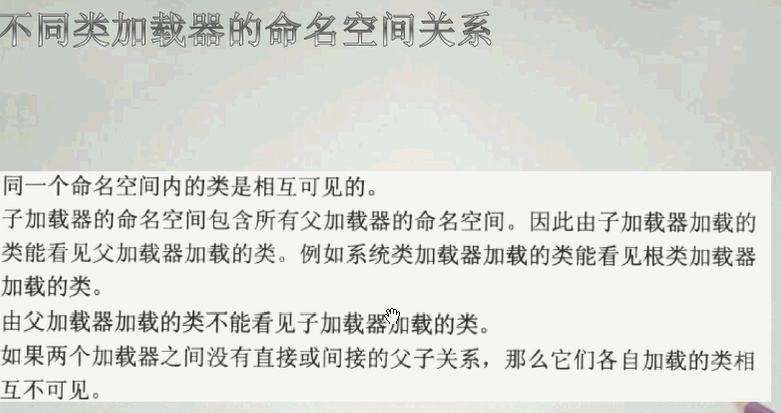 不同类加载器的命名空间关系
同一个命名空间内的类是相互可见的。
子加载器的命名空间包含所有父加载器的命名空间。因此由子加载器加载的
类能看见父加载器加载的类。例如系统类加载器加载的类能看见根类加载器
加载的类。
由父加载器加载的类不能看见子加载器加载的类。
如果两个加载器之间没有直接或间接的父子关系，那么它们各自加载的类相
互不可见。